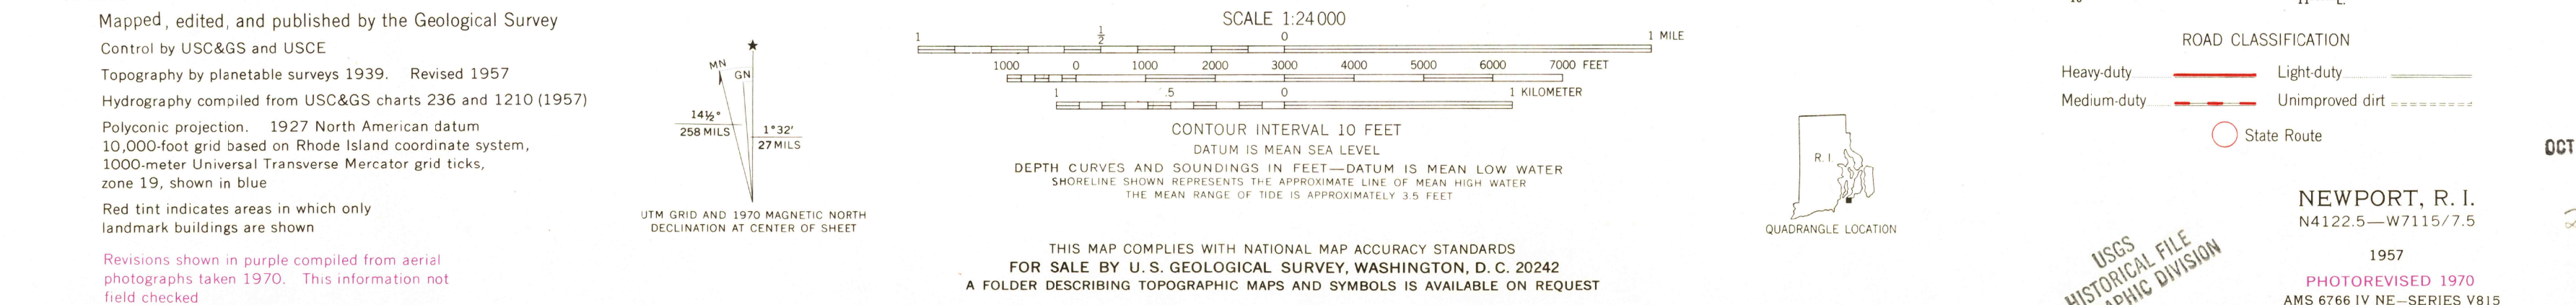 Mapped, edited, and published by the Geological Survey
Control by USC&GS and USCE
Topography by planetable surveys 1939. Revised 1957
Hydrography compiled from USC&GS charts 236 and 1210 (1957)
Polyconic projection. 1927 North American datum
10,000-foot grid based on Rhode Island coordinate system,
1000-meter Universal Transverse Mercator grid ticks,
zone 19, shown in blue
Red tint indicates areas in which only
landmark buildings are shown
Revisions shown in purple compiled from aerial
photographs taken 1970. This information not
field checked
★
MN
GN
14½°
258 MILS
1°32'
27 MILS
UTM GRID AND 1970 MAGNETIC NORTH
DECLINATION AT CENTER OF SHEET
SCALE 1:24 000
1 ½ 0 1 MILE
1000 0 1000 2000 3000 4000 5000 6000 7000 FEET
1 .5 0 1 KILOMETER
CONTOUR INTERVAL 10 FEET
DATUM IS MEAN SEA LEVEL
DEPTH CURVES AND SOUNDINGS IN FEET—DATUM IS MEAN LOW WATER
SHORELINE SHOWN REPRESENTS THE APPROXIMATE LINE OF MEAN HIGH WATER
THE MEAN RANGE OF TIDE IS APPROXIMATELY 3.5 FEET
THIS MAP COMPLIES WITH NATIONAL MAP ACCURACY STANDARDS
FOR SALE BY U. S. GEOLOGICAL SURVEY, WASHINGTON, D. C. 20242
A FOLDER DESCRIBING TOPOGRAPHIC MAPS AND SYMBOLS IS AVAILABLE ON REQUEST
R. I.
QUADRANGLE LOCATION
ROAD CLASSIFICATION
Heavy-duty Light-duty
Medium-duty Unimproved dirt
State Route
OCT
NEWPORT, R. I.
N4122.5—W7115/7.5
1957
PHOTOREVISED 1970
AMS 6766 IV NE—SERIES V815
USGS
HISTORICAL FILE
DIVISION